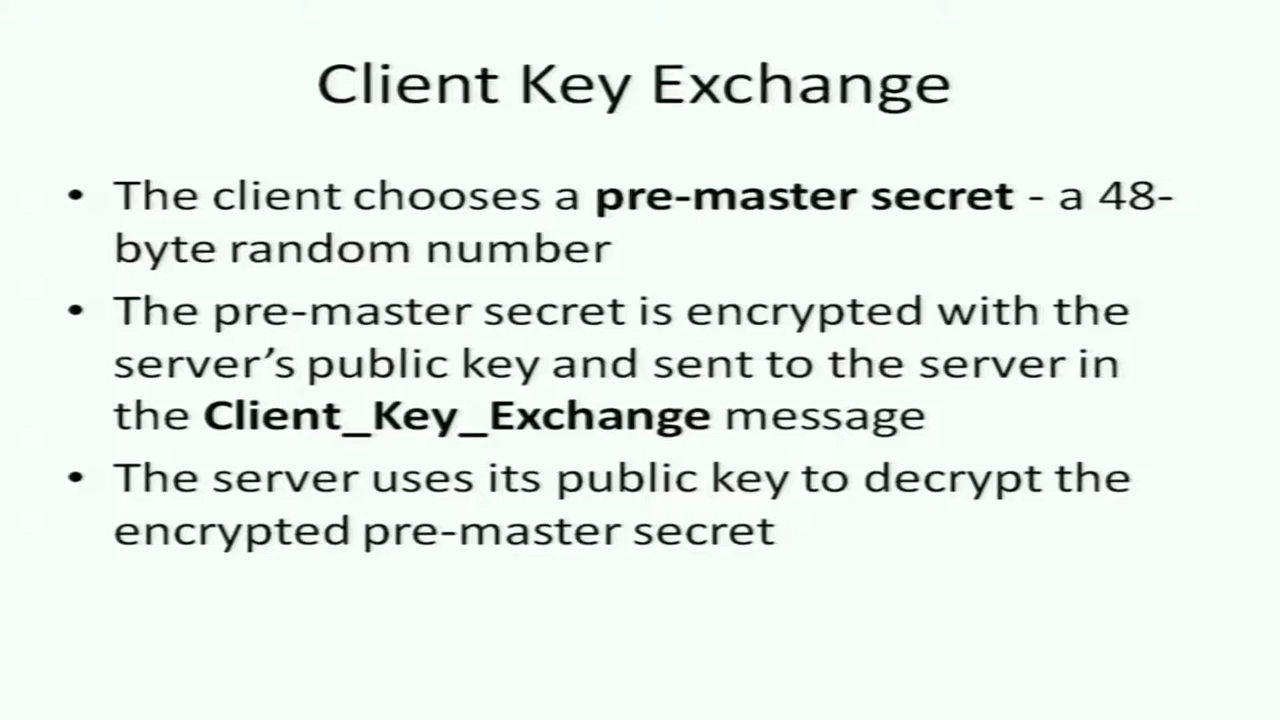 Client Key Exchange
• The client chooses a pre-master secret - a 48-
byte random number
• The pre-master secret is encrypted with the
server’s public key and sent to the server in
the Client_Key_Exchange message
• The server uses its public key to decrypt the
encrypted pre-master secret